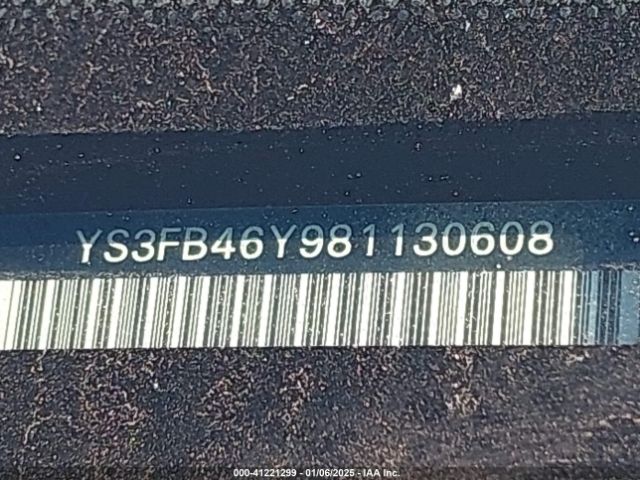 YS3FB46Y981130608
000-41221299 - 01/06/2025 - IAA Inc.